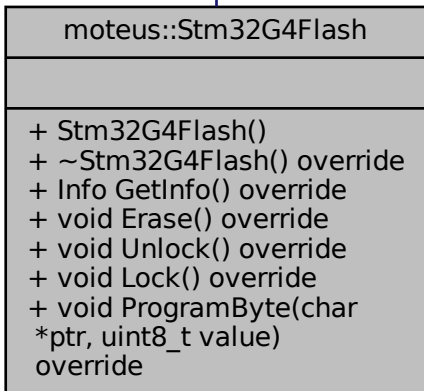 moteus::Stm32G4Flash
+ Stm32G4Flash()
+ ~Stm32G4Flash() override
+ Info GetInfo() override
+ void Erase() override
+ void Unlock() override
+ void Lock() override
+ void ProgramByte(char
*ptr, uint8_t value)
override